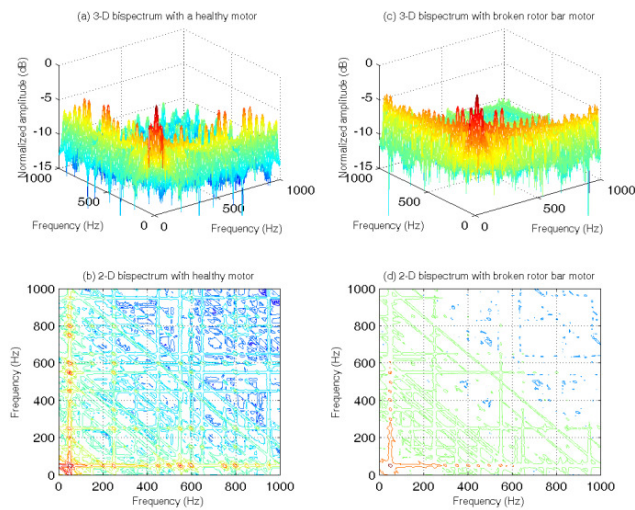 (a) 3-D bispectrum with a healthy motor
Normalized amplitude (dB)
0
-5
-10
-15
1000
500
0
Frequency (Hz)
0
500
1000
Frequency (Hz)
(c) 3-D bispectrum with broken rotor bar motor
Normalized amplitude (dB)
0
-5
-10
-15
1000
500
0
Frequency (Hz)
0
500
1000
Frequency (Hz)
(b) 2-D bispectrum with healthy motor
Frequency (Hz)
1000
800
600
400
200
0
0 200 400 600 800 1000
Frequency (Hz)
(d) 2-D bispectrum with broken rotor bar motor
Frequency (Hz)
1000
800
600
400
200
0
0 200 400 600 800 1000
Frequency (Hz)